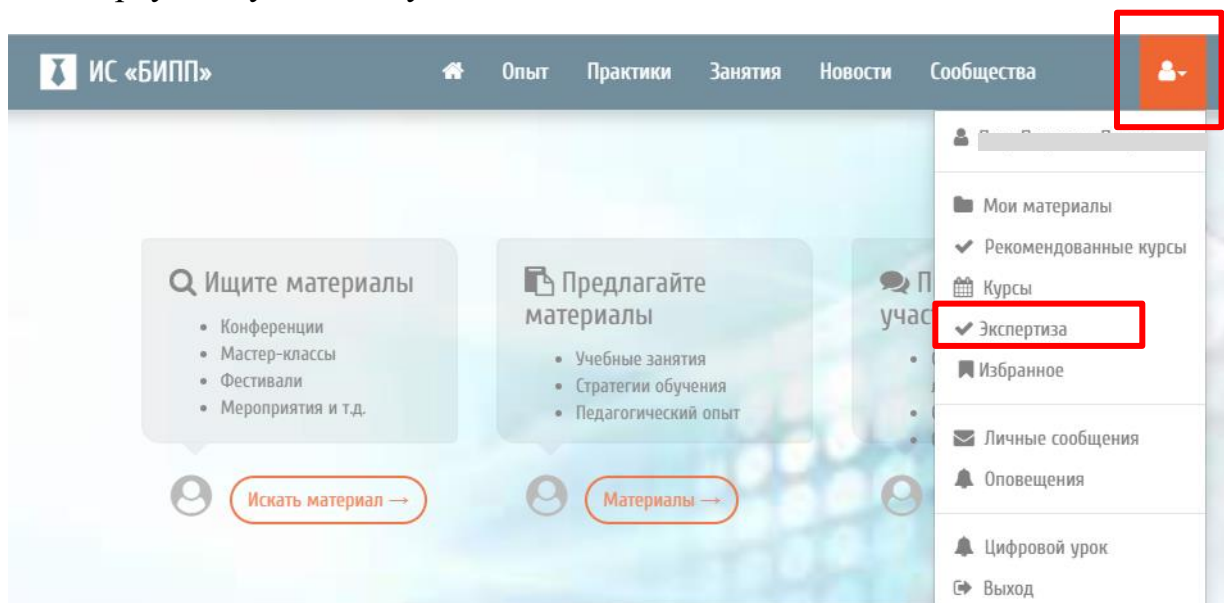 ИС «БИПП»
Опыт Практики Занятия Новости Сообщества
Мои материалы
Рекомендованные курсы
Курсы
Экспертиза
Избранное
Личные сообщения
Оповещения
Цифровой урок
Выход
Ищите материалы
• Конференции
• Мастер-классы
• Фестивали
• Мероприятия и т.д.
Искать материал →
Предлагайте
материалы
• Учебные занятия
• Стратегии обучения
• Педагогический опыт
Материалы →